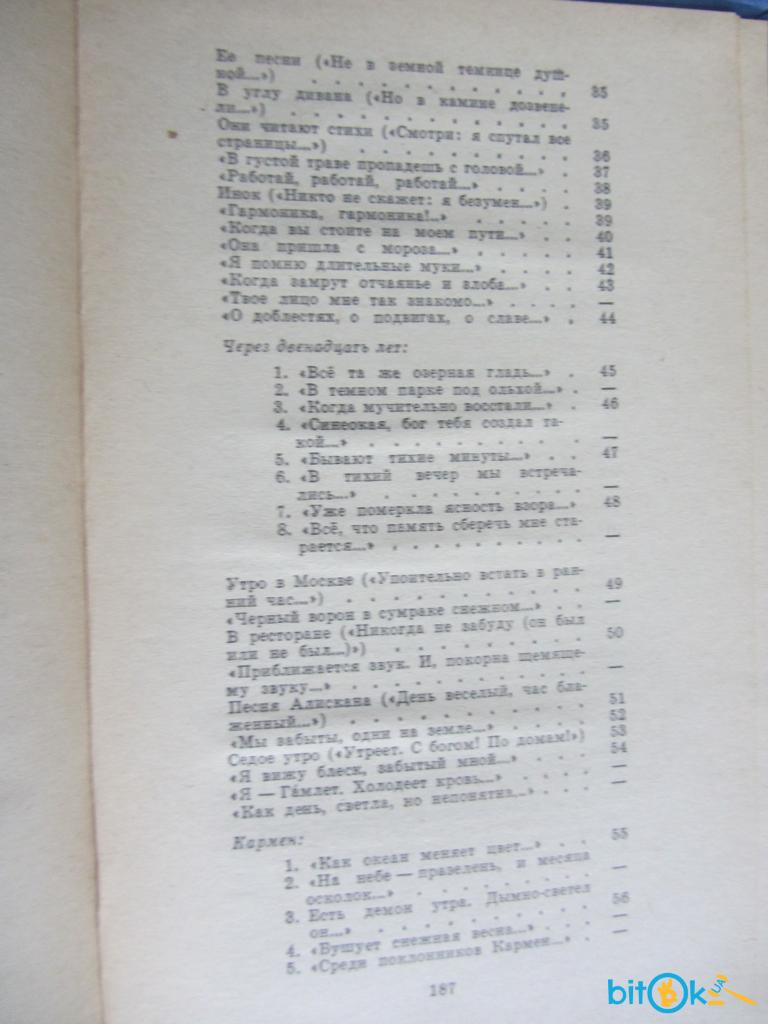 Ее песни («Не в земной темнице душ-
ной...») . . . . . . . . . . . . 35
В углу дивана («Но в камине дозвене-
ли...») . . . . . . . . . . . . . 35
Они читают стихи («Смотри: я спутал все
страницы...») . . . . . . . . . . 36
«В густой траве пропадешь с головой...» . 37
«Работай, работай, работай...» . . . . 38
Инок («Никто не скажет: я безумен...») . 39
«Гармоника, гармоника!..» . . . . . 39
«Когда вы стоите на моем пути...» . . 40
«Она пришла с мороза...» . . . . . 41
«Я помню длительные муки...» . . . . 42
«Когда замрут отчаянье и злоба...» . . 43
«Твое лицо мне так знакомо...» . . . . —
«О доблестях, о подвигах, о славе...» . 44
Через двенадцать лет:
1. «Всё та же озерная гладь...» . 45
2. «В темном парке под ольхой...» . —
3. «Когда мучительно восстали...» . 46
4. «Синеокая, бог тебя создал та-
кой...» . . . . . . . . . . —
5. «Бывают тихие минуты...» . . 47
6. «В тихий вечер мы встреча-
лись...» . . . . . . . . . . —
7. «Уже померкла ясность взора...» 48
8. «Всё, что память сберечь мне ста-
рается...» . . . . . . . . . —
Утро в Москве («Упоительно встать в ран-
ний час...») . . . . . . . . . . 49
«Черный ворон в сумраке снежном...» . . —
В ресторане («Никогда не забуду (он был
или не был...)») . . . . . . . . 50
«Приближается звук. И, покорна щемяще-
му звуку...» . . . . . . . . . . —
Песня Алискана («День веселый, час бла-
женный...») . . . . . . . . . . 51
«Мы забыты, одни на земле...» . . . . 52
Седое утро («Утреет. С богом! По домам!») 53
«Я вижу блеск, забытый мной...» . . . 54
«Я — Га́млет. Холодеет кровь...» . . . . —
«Как день, светла, но непонятна...» . . . —
Кармен:
1. «Как океан меняет цвет...» . . 55
2. «На небе — празелень, и месяца
осколок...» . . . . . . . . —
3. Есть демон утра. Дымно-светел
он...» . . . . . . . . . . 56
4. «Бушует снежная весна...» . . —
5. «Среди поклонников Кармен...» . —
187
bitOk.UA